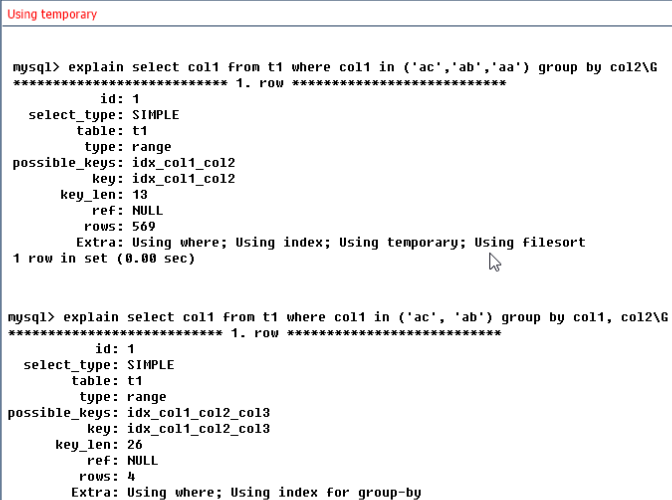 Using temporary
mysql> explain select col1 from t1 where col1 in ('ac','ab','aa') group by col2\G
*************************** 1. row ***************************
id: 1
select_type: SIMPLE
table: t1
type: range
possible_keys: idx_col1_col2
key: idx_col1_col2
key_len: 13
ref: NULL
rows: 569
Extra: Using where; Using index; Using temporary; Using filesort
1 row in set (0.00 sec)
mysql> explain select col1 from t1 where col1 in ('ac', 'ab') group by col1, col2\G
*************************** 1. row ***************************
id: 1
select_type: SIMPLE
table: t1
type: range
possible_keys: idx_col1_col2_col3
key: idx_col1_col2_col3
key_len: 26
ref: NULL
rows: 4
Extra: Using where; Using index for group-by